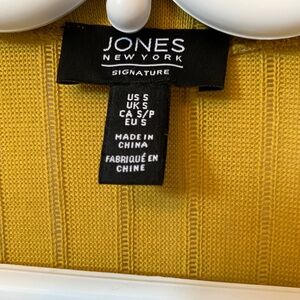 JONES
NEW YORK
SIGNATURE
US S
UK S
CA S/P
EU S
MADE IN
CHINA
FABRIQUÉ EN
CHINE